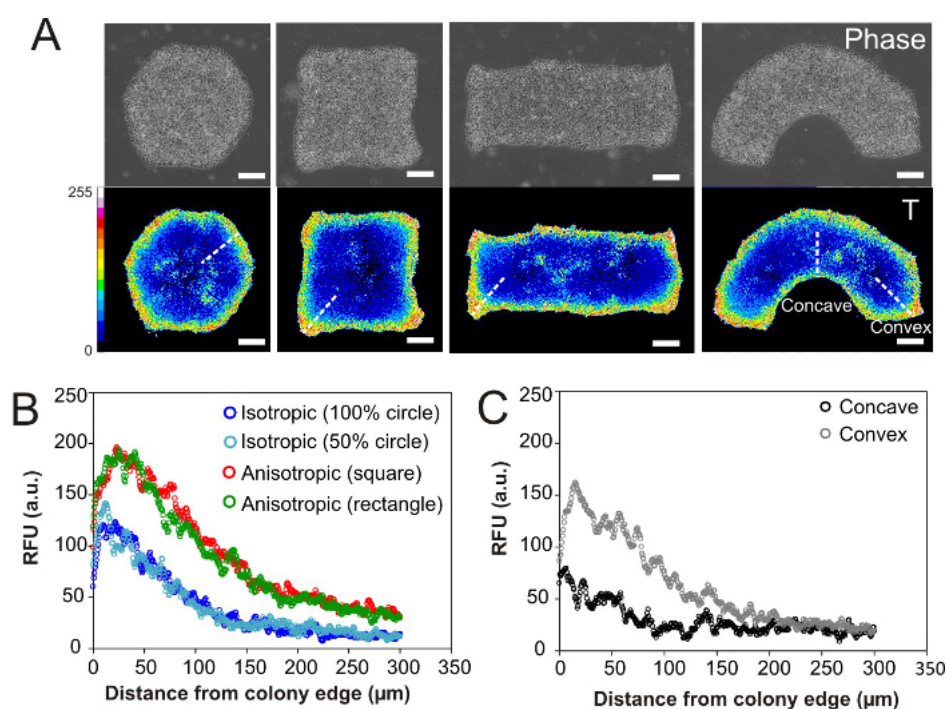 A
Phase
255
0
T
Concave
Convex
B
250
200
150
100
50
0
RFU (a.u.)
Isotropic (100% circle)
Isotropic (50% circle)
Anisotropic (square)
Anisotropic (rectangle)
0 50 100 150 200 250 300
Distance from colony edge (µm)
C
250
200
150
100
50
0
RFU (a.u.)
Concave
Convex
0 50 100 150 200 250 300 350
Distance from colony edge (µm)